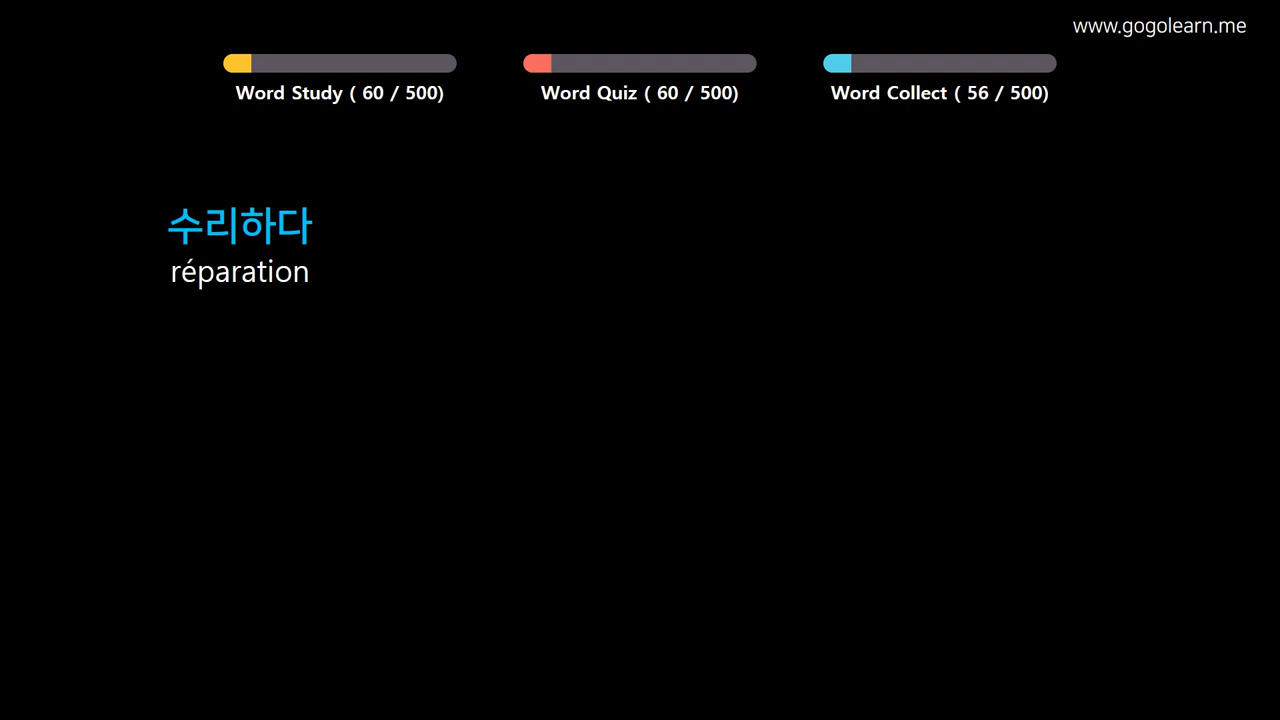 www.gogolearn.me
Word Study ( 60 / 500)
Word Quiz ( 60 / 500)
Word Collect ( 56 / 500)
수리하다
réparation